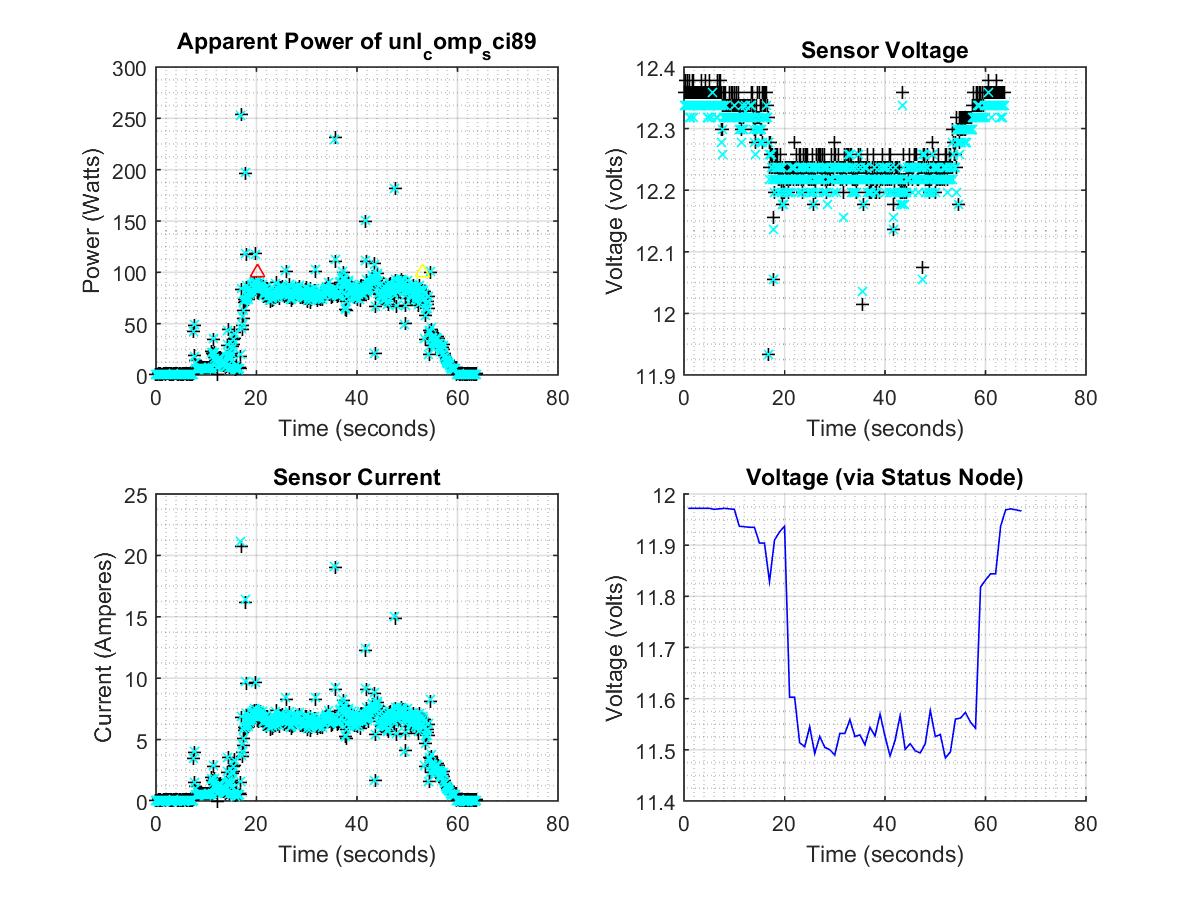 Apparent Power of unlcompsci89
300
250
200
150
100
50
0
Power (Watts)
0 20 40 60 80
Time (seconds)
Sensor Voltage
12.4
12.3
12.2
12.1
12
11.9
Voltage (volts)
0 20 40 60 80
Time (seconds)
Sensor Current
25
20
15
10
5
0
Current (Amperes)
0 20 40 60 80
Time (seconds)
Voltage (via Status Node)
12
11.9
11.8
11.7
11.6
11.5
11.4
Voltage (volts)
0 20 40 60 80
Time (seconds)